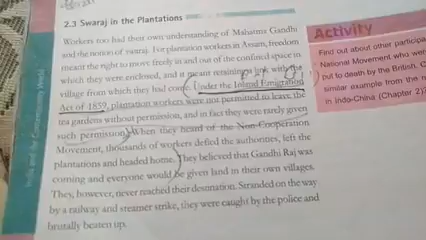 2.3 Swaraj in the Plantations
Workers too had their own understanding of Mahatma Gandhi
and the notion of swaraj. For plantation workers in Assam, freedom
meant the right to move freely in and out of the confined space in
which they were enclosed, and it meant retaining a link with the
village from which they had come. Under the Inland Emigration
Act of 1859, plantation workers were not permitted to leave the
tea gardens without permission, and in fact they were rarely given
such permission. When they heard of the Non-Cooperation
Movement, thousands of workers defied the authorities, left the
plantations and headed home. They believed that Gandhi Raj was
coming and everyone would be given land in their own villages.
They, however, never reached their destination. Stranded on the way
by a railway and steamer strike, they were caught by the police and
brutally beaten up.
Activity
Find out about other participa
National Movement who were
put to death by the British. C
similar example from the n
in Indo-China (Chapter 2)?
India and the Contemporary World